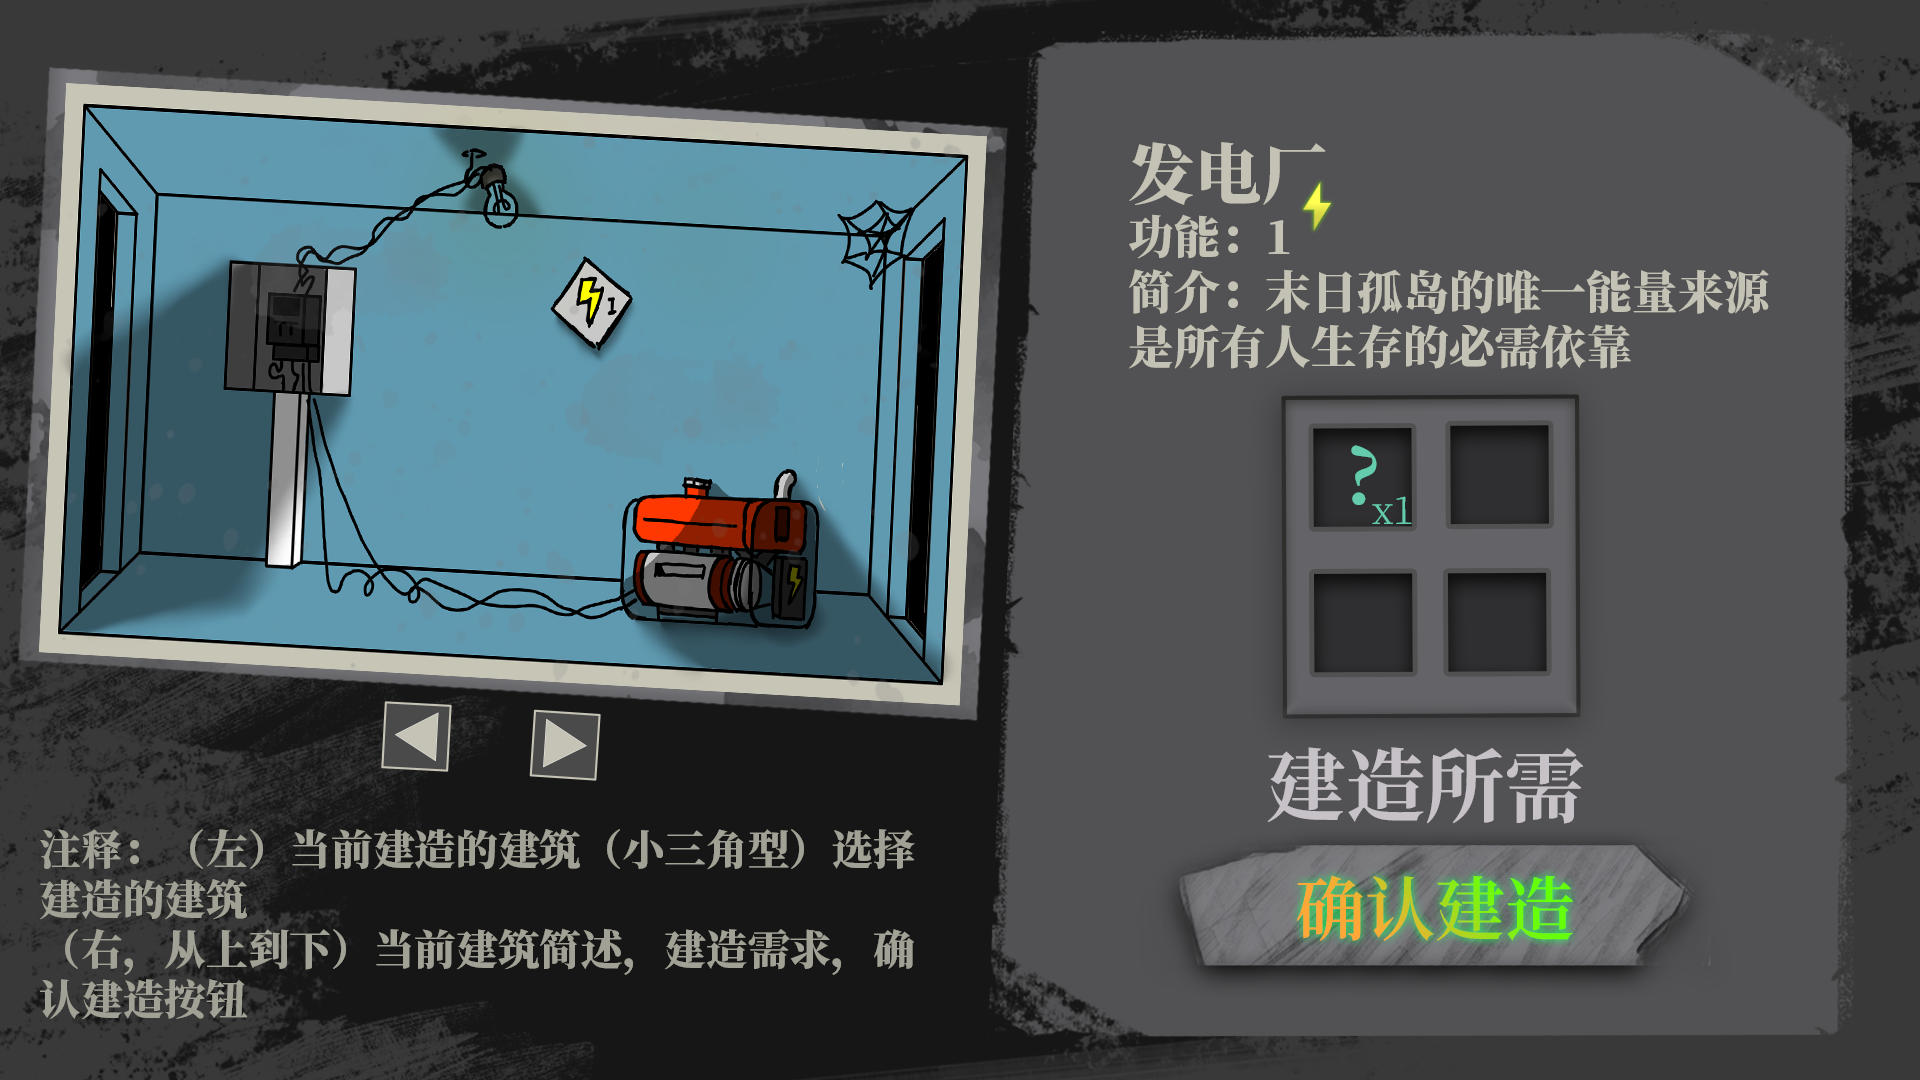 1
发电厂
功能：1
简介：末日孤岛的唯一能量来源
是所有人生存的必需依靠
?
x1
建造所需
确认建造
注释：（左）当前建造的建筑（小三角型）选择
建造的建筑
（右，从上到下）当前建筑简述，建造需求，确
认建造按钮